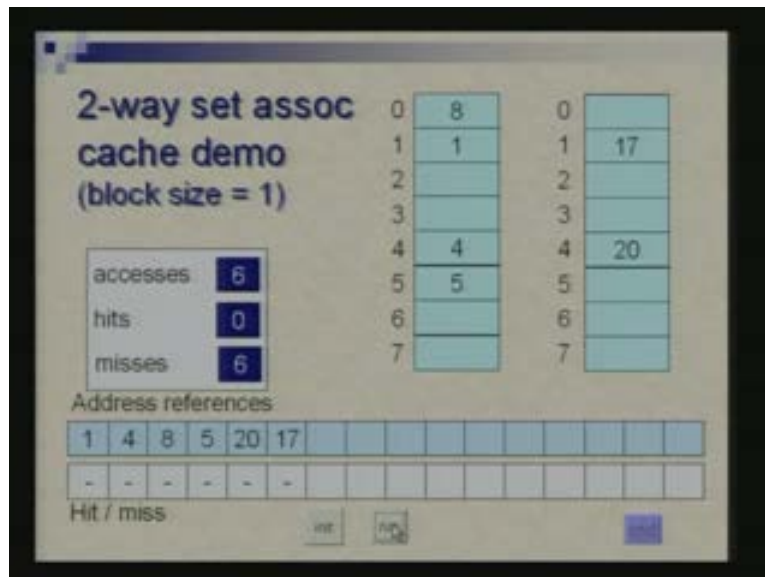 2-way set assoc
cache demo
(block size = 1)
0 8 0
1 1 1 17
2 2
3 3
4 4 4 20
5 5 5
6 6
7 7
accesses 6
hits 0
misses 6
Address references
1 4 8 5 20 17
- - - - - -
Hit / miss
init